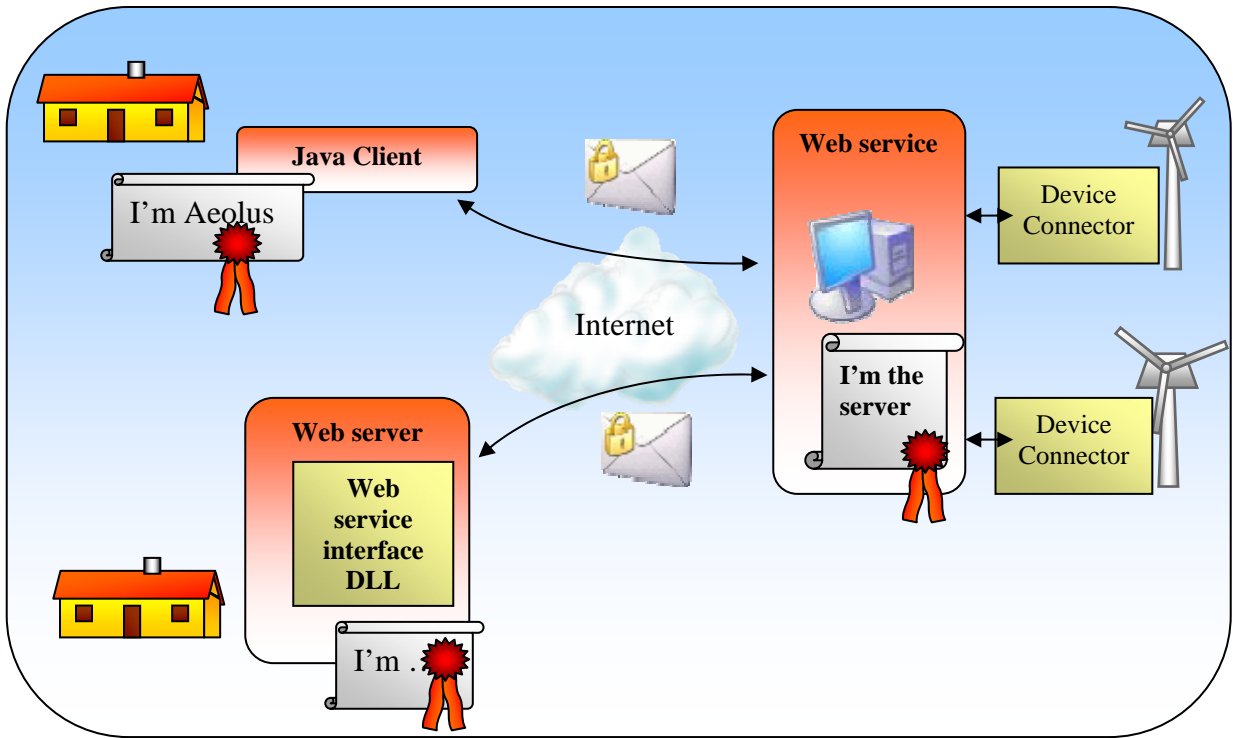 Java Client
I'm Aeolus
Web service
Device
Connector
Internet
I'm the
server
Device
Connector
Web server
Web
service
interface
DLL
I'm .